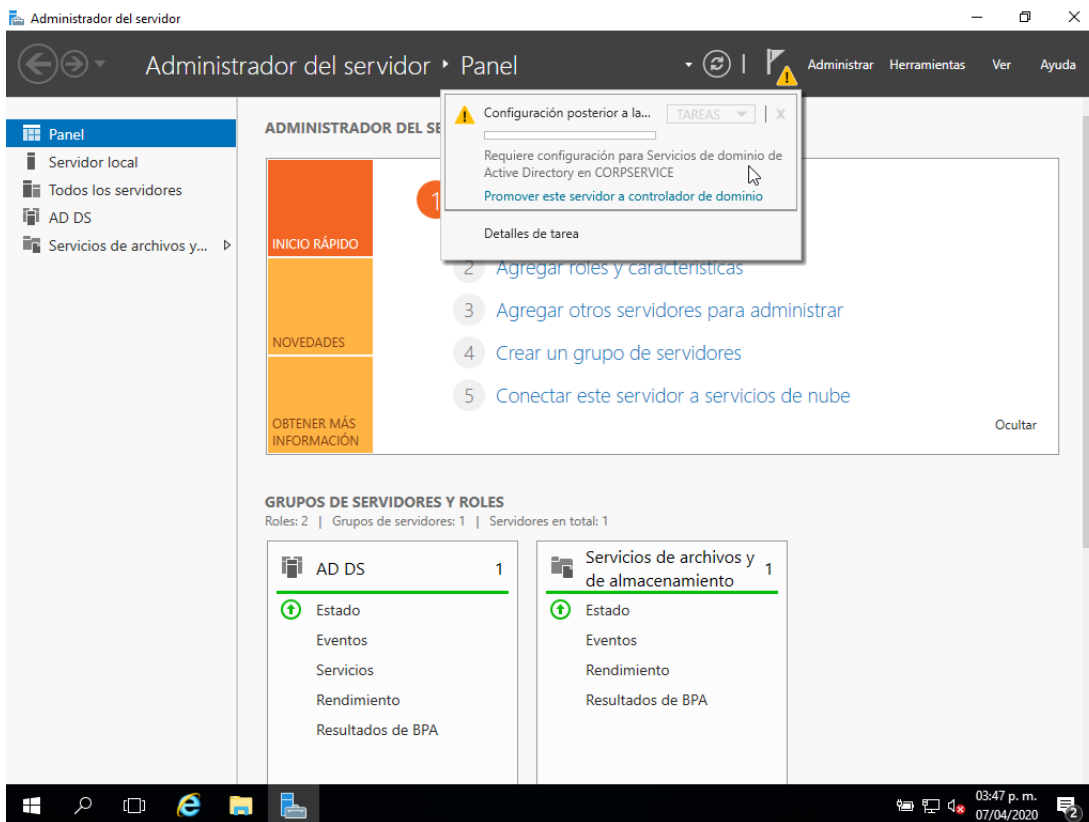 Administrador del servidor
Administrador del servidor
Panel
Administrar
Herramientas
Ver
Ayuda
Panel
Servidor local
Todos los servidores
AD DS
Servicios de archivos y...
ADMINISTRADOR DEL SE
Configuración posterior a la...
TAREAS
X
Requiere configuración para Servicios de dominio de
Active Directory en CORPSERVICE
Promover este servidor a controlador de dominio
Detalles de tarea
INICIO RÁPIDO
NOVEDADES
OBTENER MÁS
INFORMACIÓN
1
2 Agregar roles y características
3 Agregar otros servidores para administrar
4 Crear un grupo de servidores
5 Conectar este servidor a servicios de nube
Ocultar
GRUPOS DE SERVIDORES Y ROLES
Roles: 2 | Grupos de servidores: 1 | Servidores en total: 1
AD DS 1
Estado
Eventos
Servicios
Rendimiento
Resultados de BPA
Servicios de archivos y
de almacenamiento 1
Estado
Eventos
Rendimiento
Resultados de BPA
03:47 p. m.
07/04/2020
2